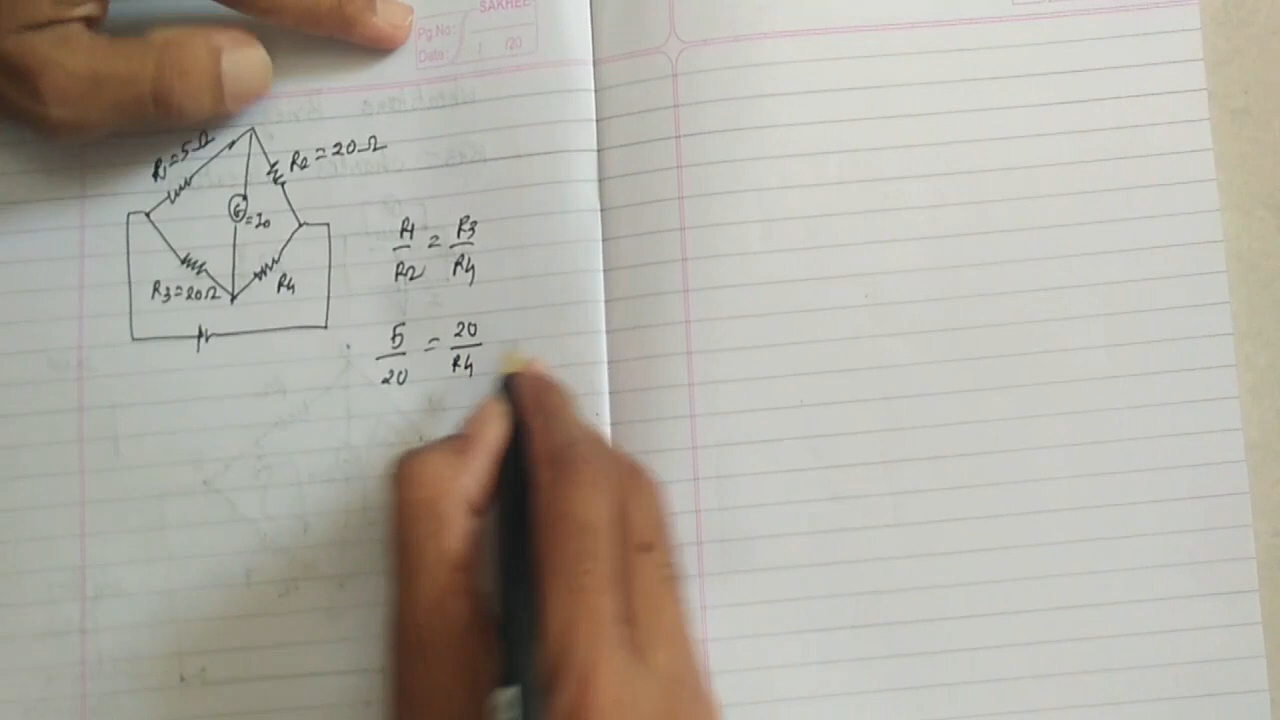 SAKHEE
Pg.No:
Date: / /20
R1=5Ω
R2=20Ω
G=I0
R3=20Ω
R4
R1/R2 = R3/R4
5/20 = 20/R4